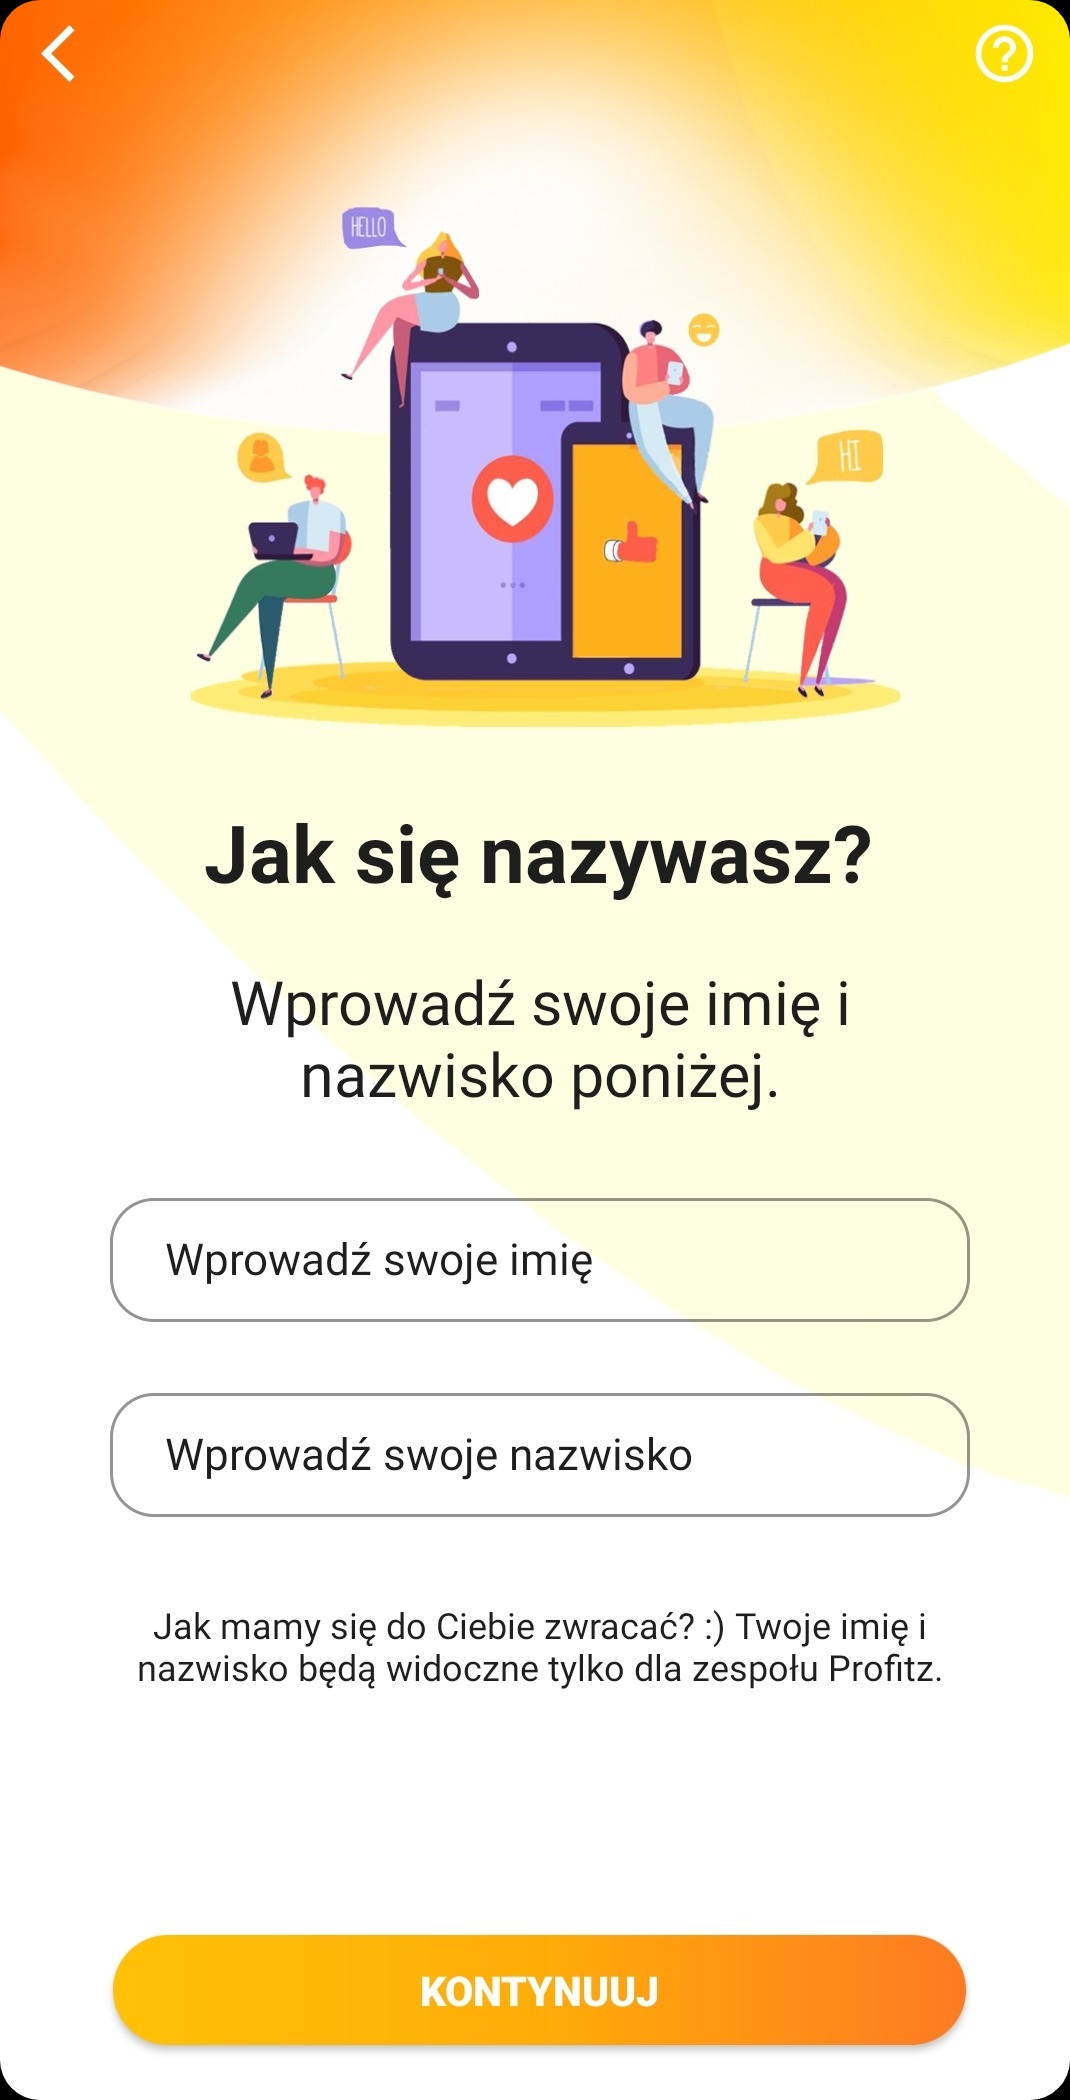 HELLO
HI
Jak się nazywasz?
Wprowadź swoje imię i
nazwisko poniżej.
Wprowadź swoje imię
Wprowadź swoje nazwisko
Jak mamy się do Ciebie zwracać? :) Twoje imię i
nazwisko będą widoczne tylko dla zespołu Profitz.
KONTYNUUJ